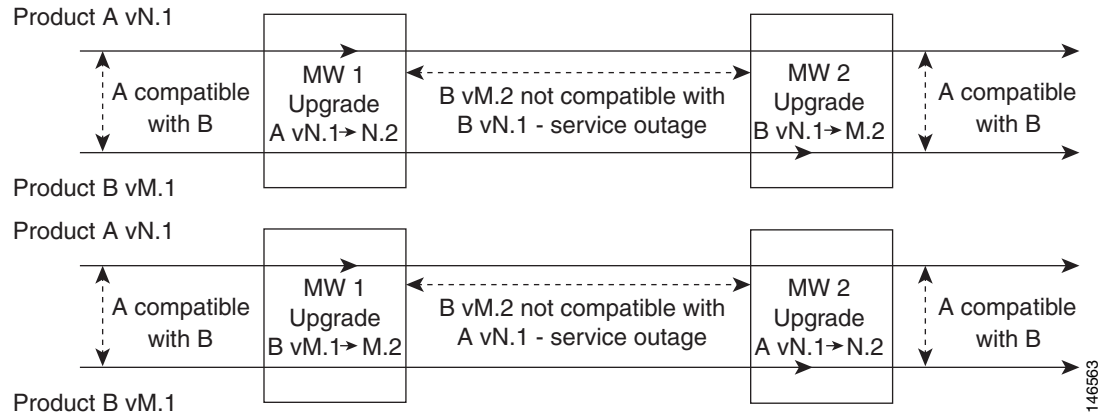 Product A vN.1
A compatible
with B
MW 1
Upgrade
A vN.1→ N.2
B vM.2 not compatible with
B vN.1 - service outage
MW 2
Upgrade
B vN.1→ M.2
A compatible
with B
Product B vM.1
Product A vN.1
A compatible
with B
MW 1
Upgrade
B vM.1→ M.2
B vM.2 not compatible with
A vN.1 - service outage
MW 2
Upgrade
A vN.1→ N.2
A compatible
with B
Product B vM.1
146563